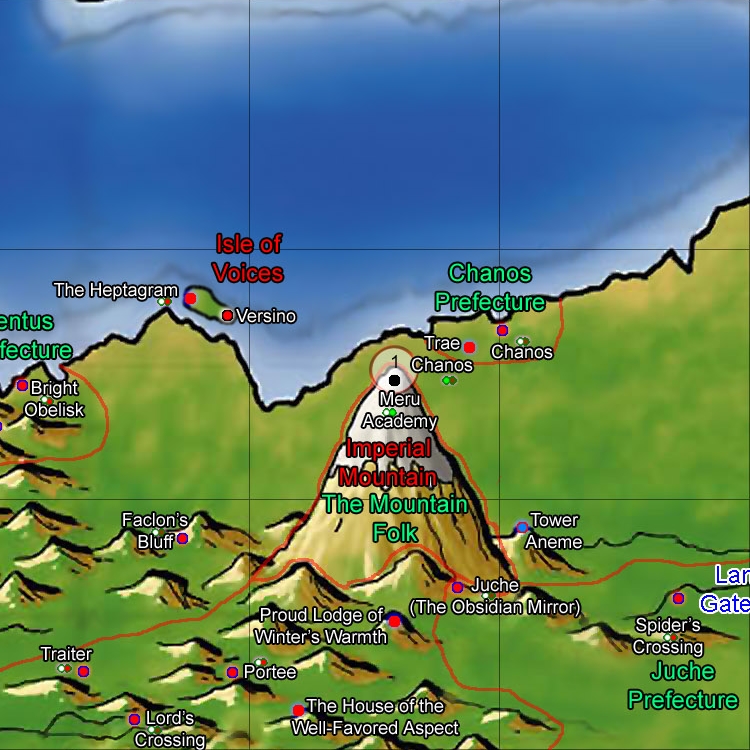 Isle of
Voices
The Heptagram
Versino
Chanos
Prefecture
entus
fecture
Trae
Chanos
Chanos
1
Bright
Obelisk
Meru
Academy
Imperial
Mountain
The Mountain
Folk
Faclon's
Bluff
Tower
Aneme
Juche
(The Obsidian Mirror)
Lar
Gate
Proud Lodge of
Winter's Warmth
Spider's
Crossing
Traiter
Portee
Juche
Prefecture
The House of the
Well-Favored Aspect
Lord's
Crossing